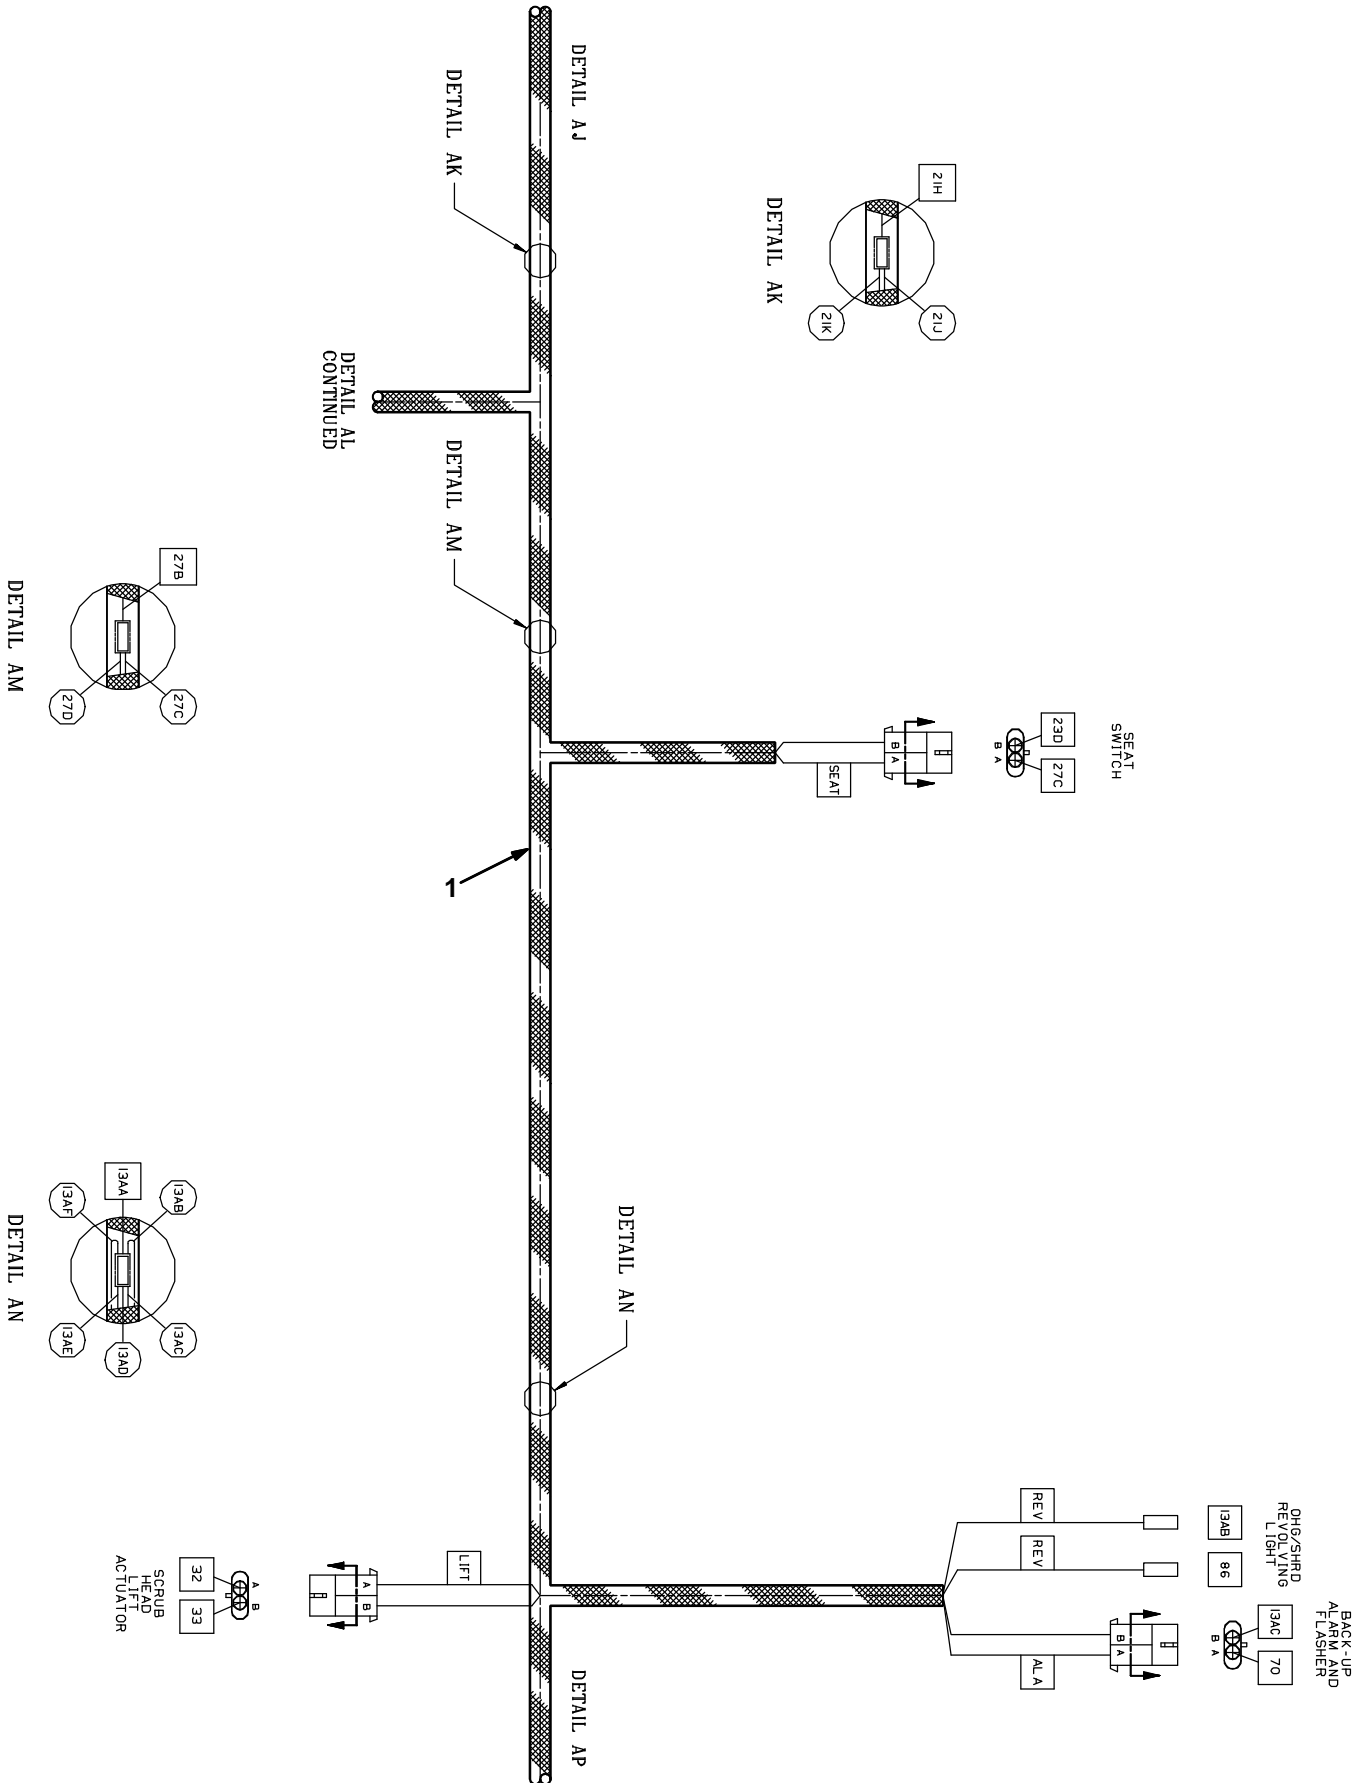 DETAIL AJ
DETAIL AK
21H
21J
21K
DETAIL AK
DETAIL AL
CONTINUED
DETAIL AM
27B
27C
27D
DETAIL AM
SEAT
SWITCH
23D
27C
B
A
B
A
SEAT
1
DETAIL AN
13AA
13AB
13AF
13AC
13AD
13AE
DETAIL AN
OHG/SHRD
REVOLVING
LIGHT
13AB
86
REV
REV
BACK-UP
ALARM AND
FLASHER
13AC
70
B
A
B
A
ALA
LIFT
A
B
A
B
32
33
SCRUB
HEAD
LIFT
ACTUATOR
DETAIL AP